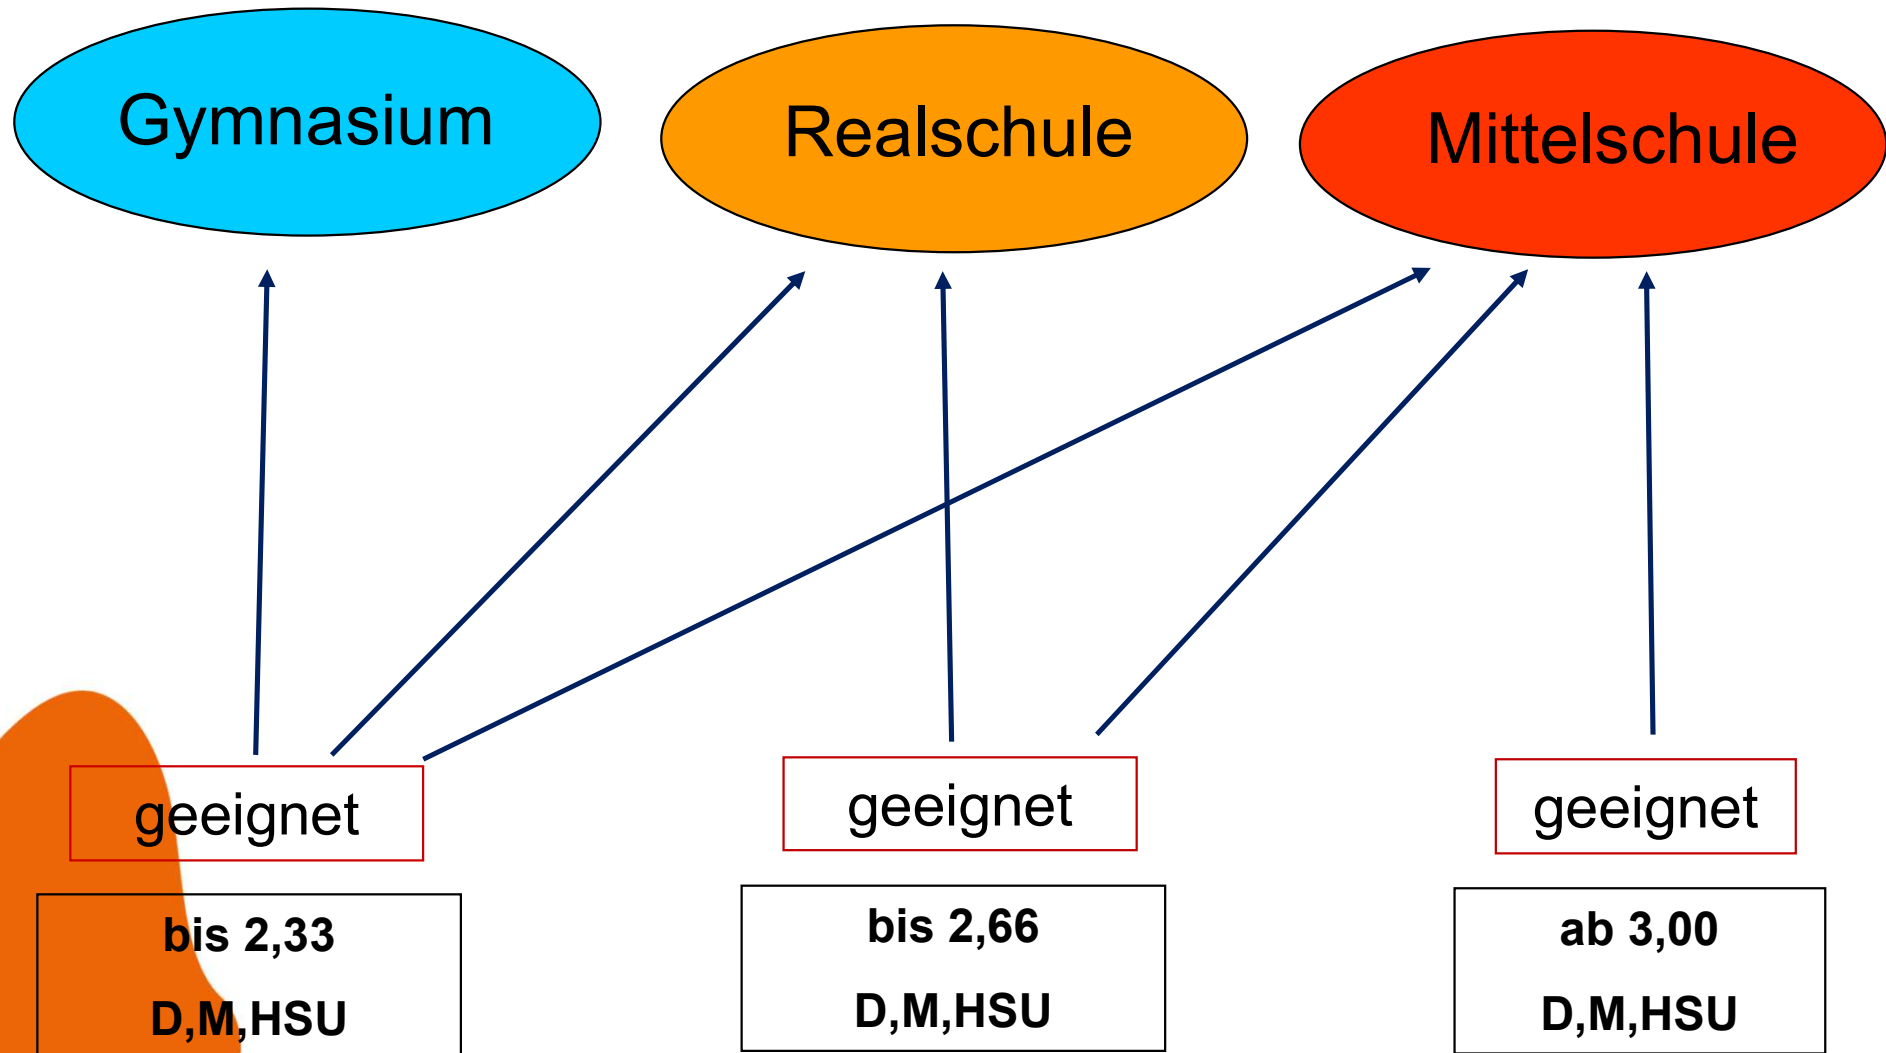 Gymnasium
Realschule
Mittelschule
geeignet
geeignet
geeignet
bis 2,33
D,M,HSU
bis 2,66
D,M,HSU
ab 3,00
D,M,HSU